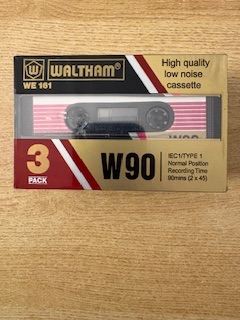 W WALTHAM®
WE 161
High quality
low noise
cassette
W90
3
PACK
W90
IEC1/TYPE 1
Normal Position
Recording Time
90mins (2 x 45)